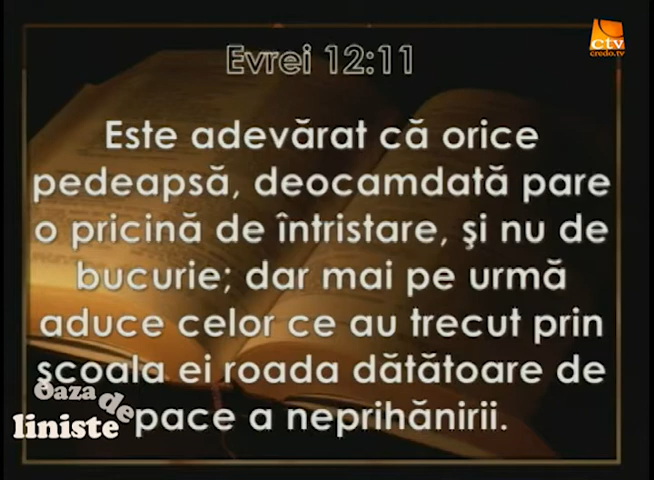 Evrei 12:11
ctv
credo.tv
Este adevărat că orice
pedeapsă, deocamdată pare
o pricină de întristare, şi nu de
bucurie; dar mai pe urmă
aduce celor ce au trecut prin
şcoala ei roada dătătoare de
pace a neprihănirii.
Oaza de
liniste